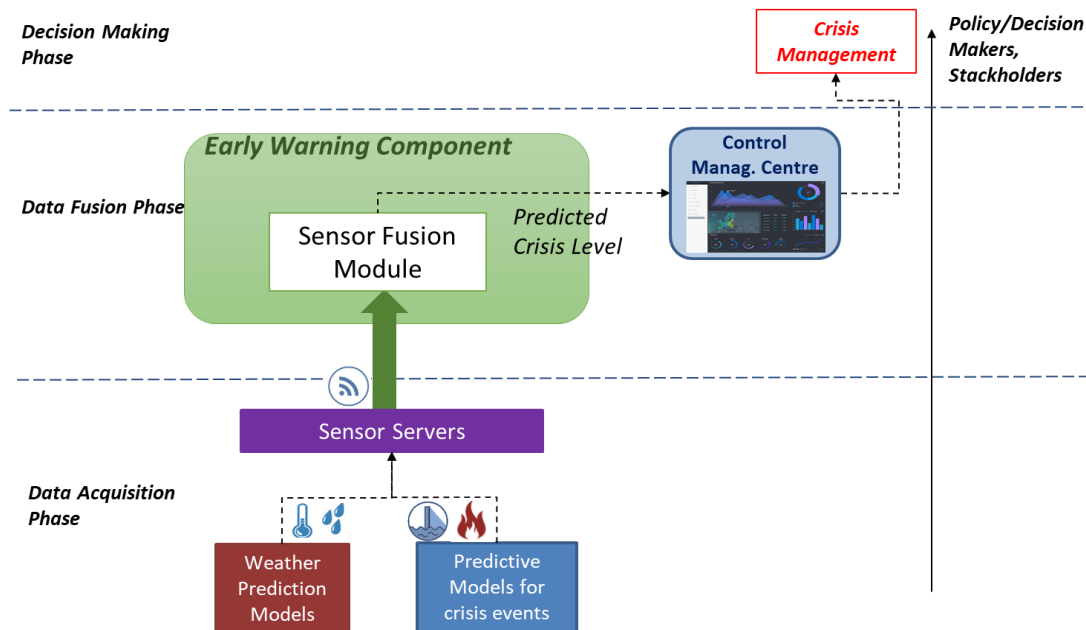 Decision Making
Phase
Crisis
Management
Policy/Decision
Makers,
Stackholders
Early Warning Component
Control
Manag. Centre
Data Fusion Phase
Sensor Fusion
Module
Predicted
Crisis Level
Sensor Servers
Data Acquisition
Phase
Weather
Prediction
Models
Predictive
Models for
crisis events